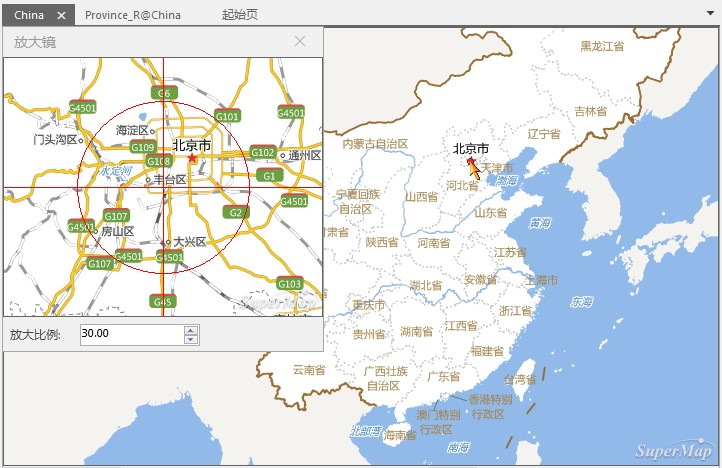 China
Province_R@China
起始页
放大镜
G6
G4501
G101
G4501
海淀区
门头沟区
北京市
G109
G102
G108
通州区
永定河
丰台区
G1
G4501
G2
G107
G4501
房山区
大兴区
G4501
G4501
G107
G103
G45
SuperMap
放大比例:
30.00
黑龙江省
吉林省
辽宁省
内蒙古自治区
北京市
天津市
河北省
渤海
宁夏回族
自治区
山西省
山东省
黄海
甘肃省
陕西省
河南省
江苏省
安徽省
上海市
湖北省
重庆市
浙江省
东海
贵州省
湖南省
江西省
福建省
云南省
广西壮族
自治区
广东省
台湾省
香港特别
行政区
澳门特别
行政区
北部湾
海南省
南海
SuperMap